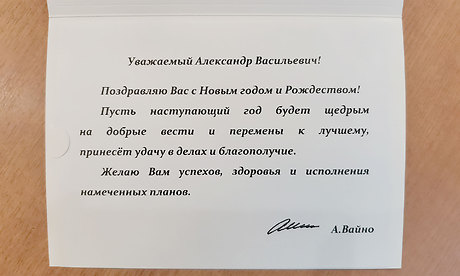 Уважаемый Александр Васильевич!
Поздравляю Вас с Новым годом и Рождеством!
Пусть наступающий год будет щедрым
на добрые вести и перемены к лучшему,
принесёт удачу в делах и благополучие.
Желаю Вам успехов, здоровья и исполнения
намеченных планов.
А.Вайно